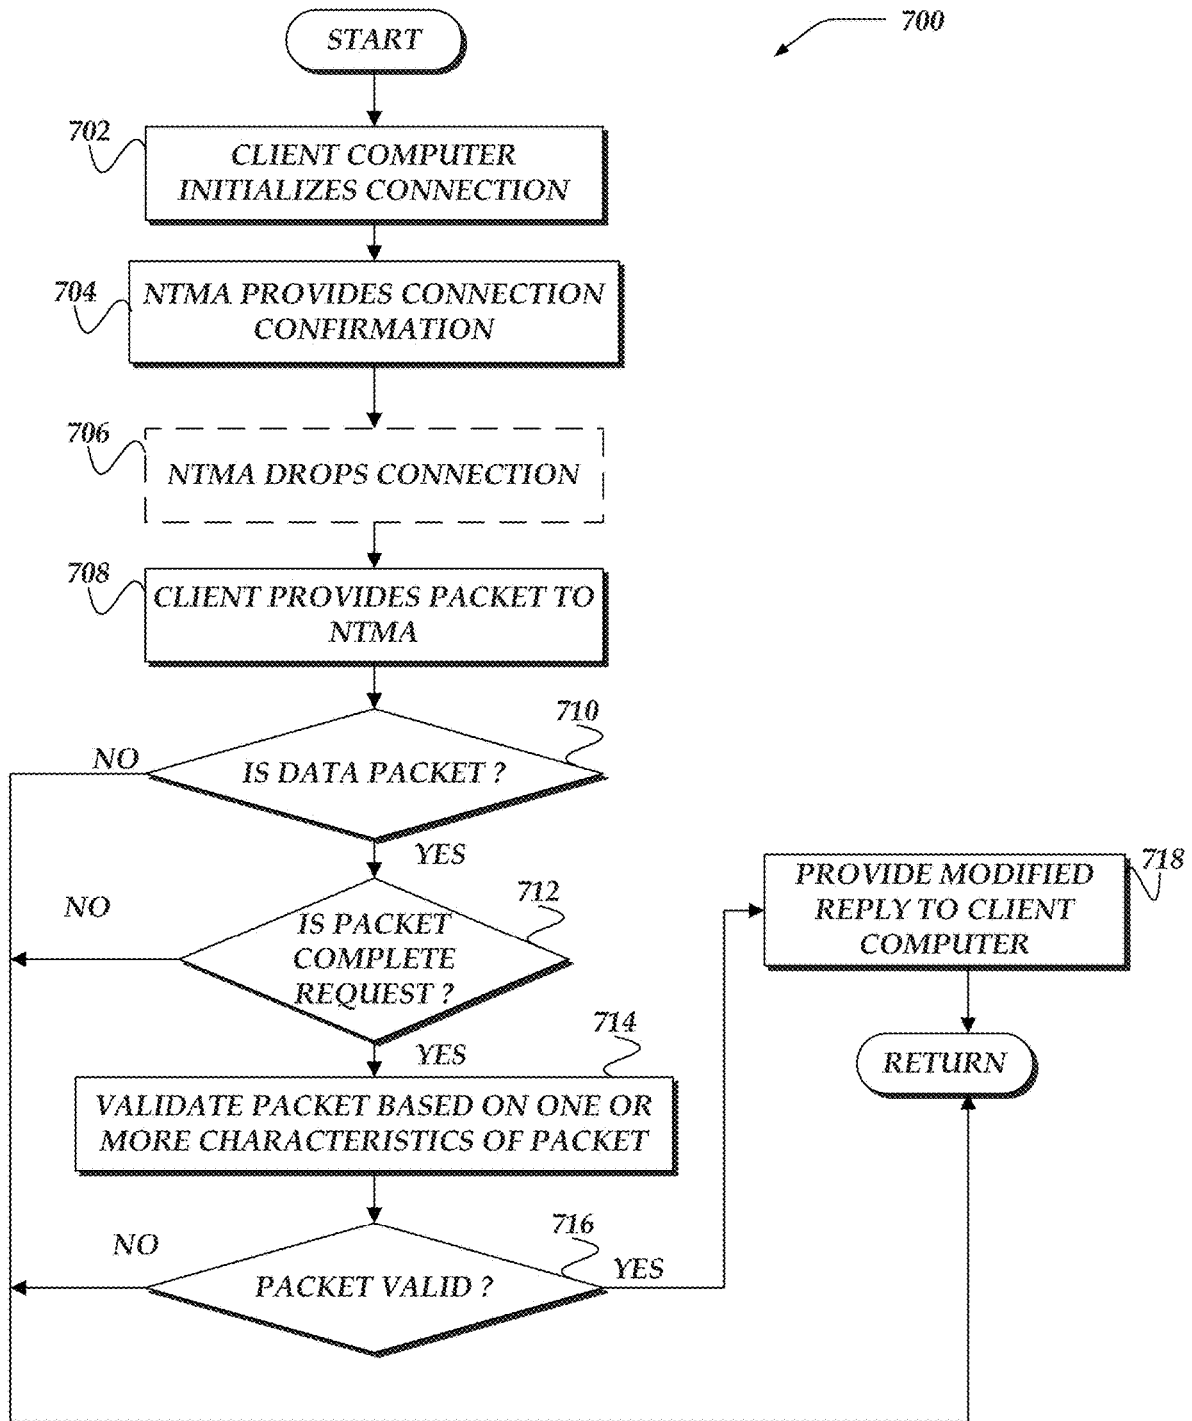 START
700
702
CLIENT COMPUTER
INITIALIZES CONNECTION
704
NTMA PROVIDES CONNECTION
CONFIRMATION
706
NTMA DROPS CONNECTION
708
CLIENT PROVIDES PACKET TO
NTMA
710
NO
IS DATA PACKET ?
YES
712
NO
IS PACKET
COMPLETE
REQUEST ?
YES
714
VALIDATE PACKET BASED ON ONE OR
MORE CHARACTERISTICS OF PACKET
716
NO
PACKET VALID ?
YES
718
PROVIDE MODIFIED
REPLY TO CLIENT
COMPUTER
RETURN